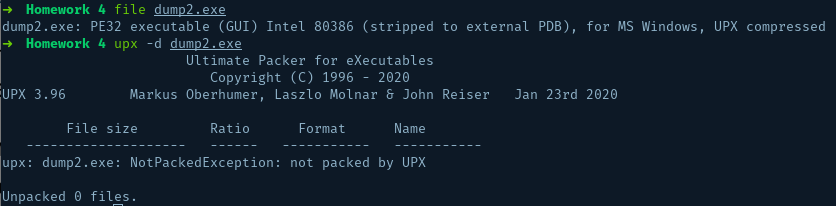 → Homework 4 file dump2.exe
dump2.exe: PE32 executable (GUI) Intel 80386 (stripped to external PDB), for MS Windows, UPX compressed
→ Homework 4 upx -d dump2.exe
                       Ultimate Packer for eXecutables
                          Copyright (C) 1996 - 2020
UPX 3.96        Markus Oberhumer, Laszlo Molnar & John Reiser   Jan 23rd 2020

        File size         Ratio      Format      Name
   --------------------   ------   -----------   -----------
upx: dump2.exe: NotPackedException: not packed by UPX

Unpacked 0 files.